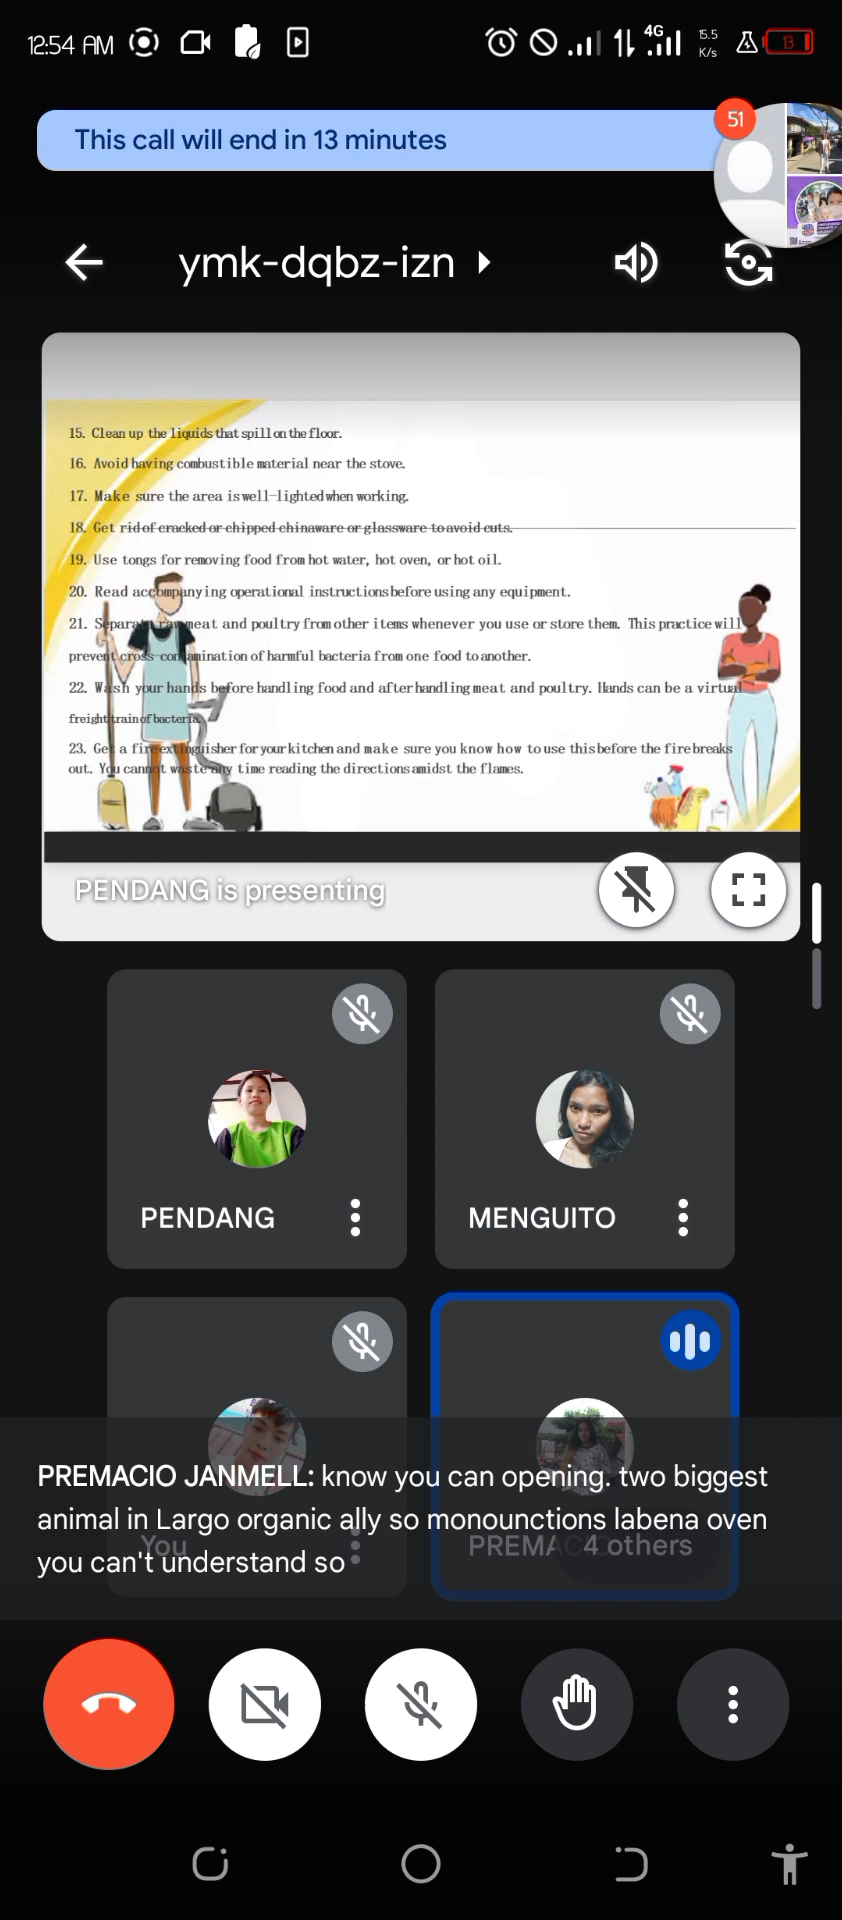 12:54 AM
4G
15.5
K/s
13
This call will end in 13 minutes
51
ymk-dqbz-izn
15. Clean up the liquids that spill on the floor.
16. Avoid having combustible material near the stove.
17. Make sure the area is well-lighted when working.
18. Get rid of cracked or chipped chinaware or glassware to avoid cuts.
19. Use tongs for removing food from hot water, hot oven, or hot oil.
20. Read accompanying operational instructions before using any equipment.
21. Separate raw meat and poultry from other items whenever you use or store them. This practice will
prevent cross-contamination of harmful bacteria from one food to another.
22. Wash your hands before handling food and after handling meat and poultry. Hands can be a virtual
freight train of bacteria.
23. Get a fire extinguisher for your kitchen and make sure you know how to use this before the fire breaks
out. You cannot waste any time reading the directions amidst the flames.
PENDANG is presenting
PENDANG
MENGUITO
You
PREMACIO
4 others
PREMACIO JANMELL: know you can opening. two biggest
animal in Largo organic ally so monounctions labena oven
you can't understand so